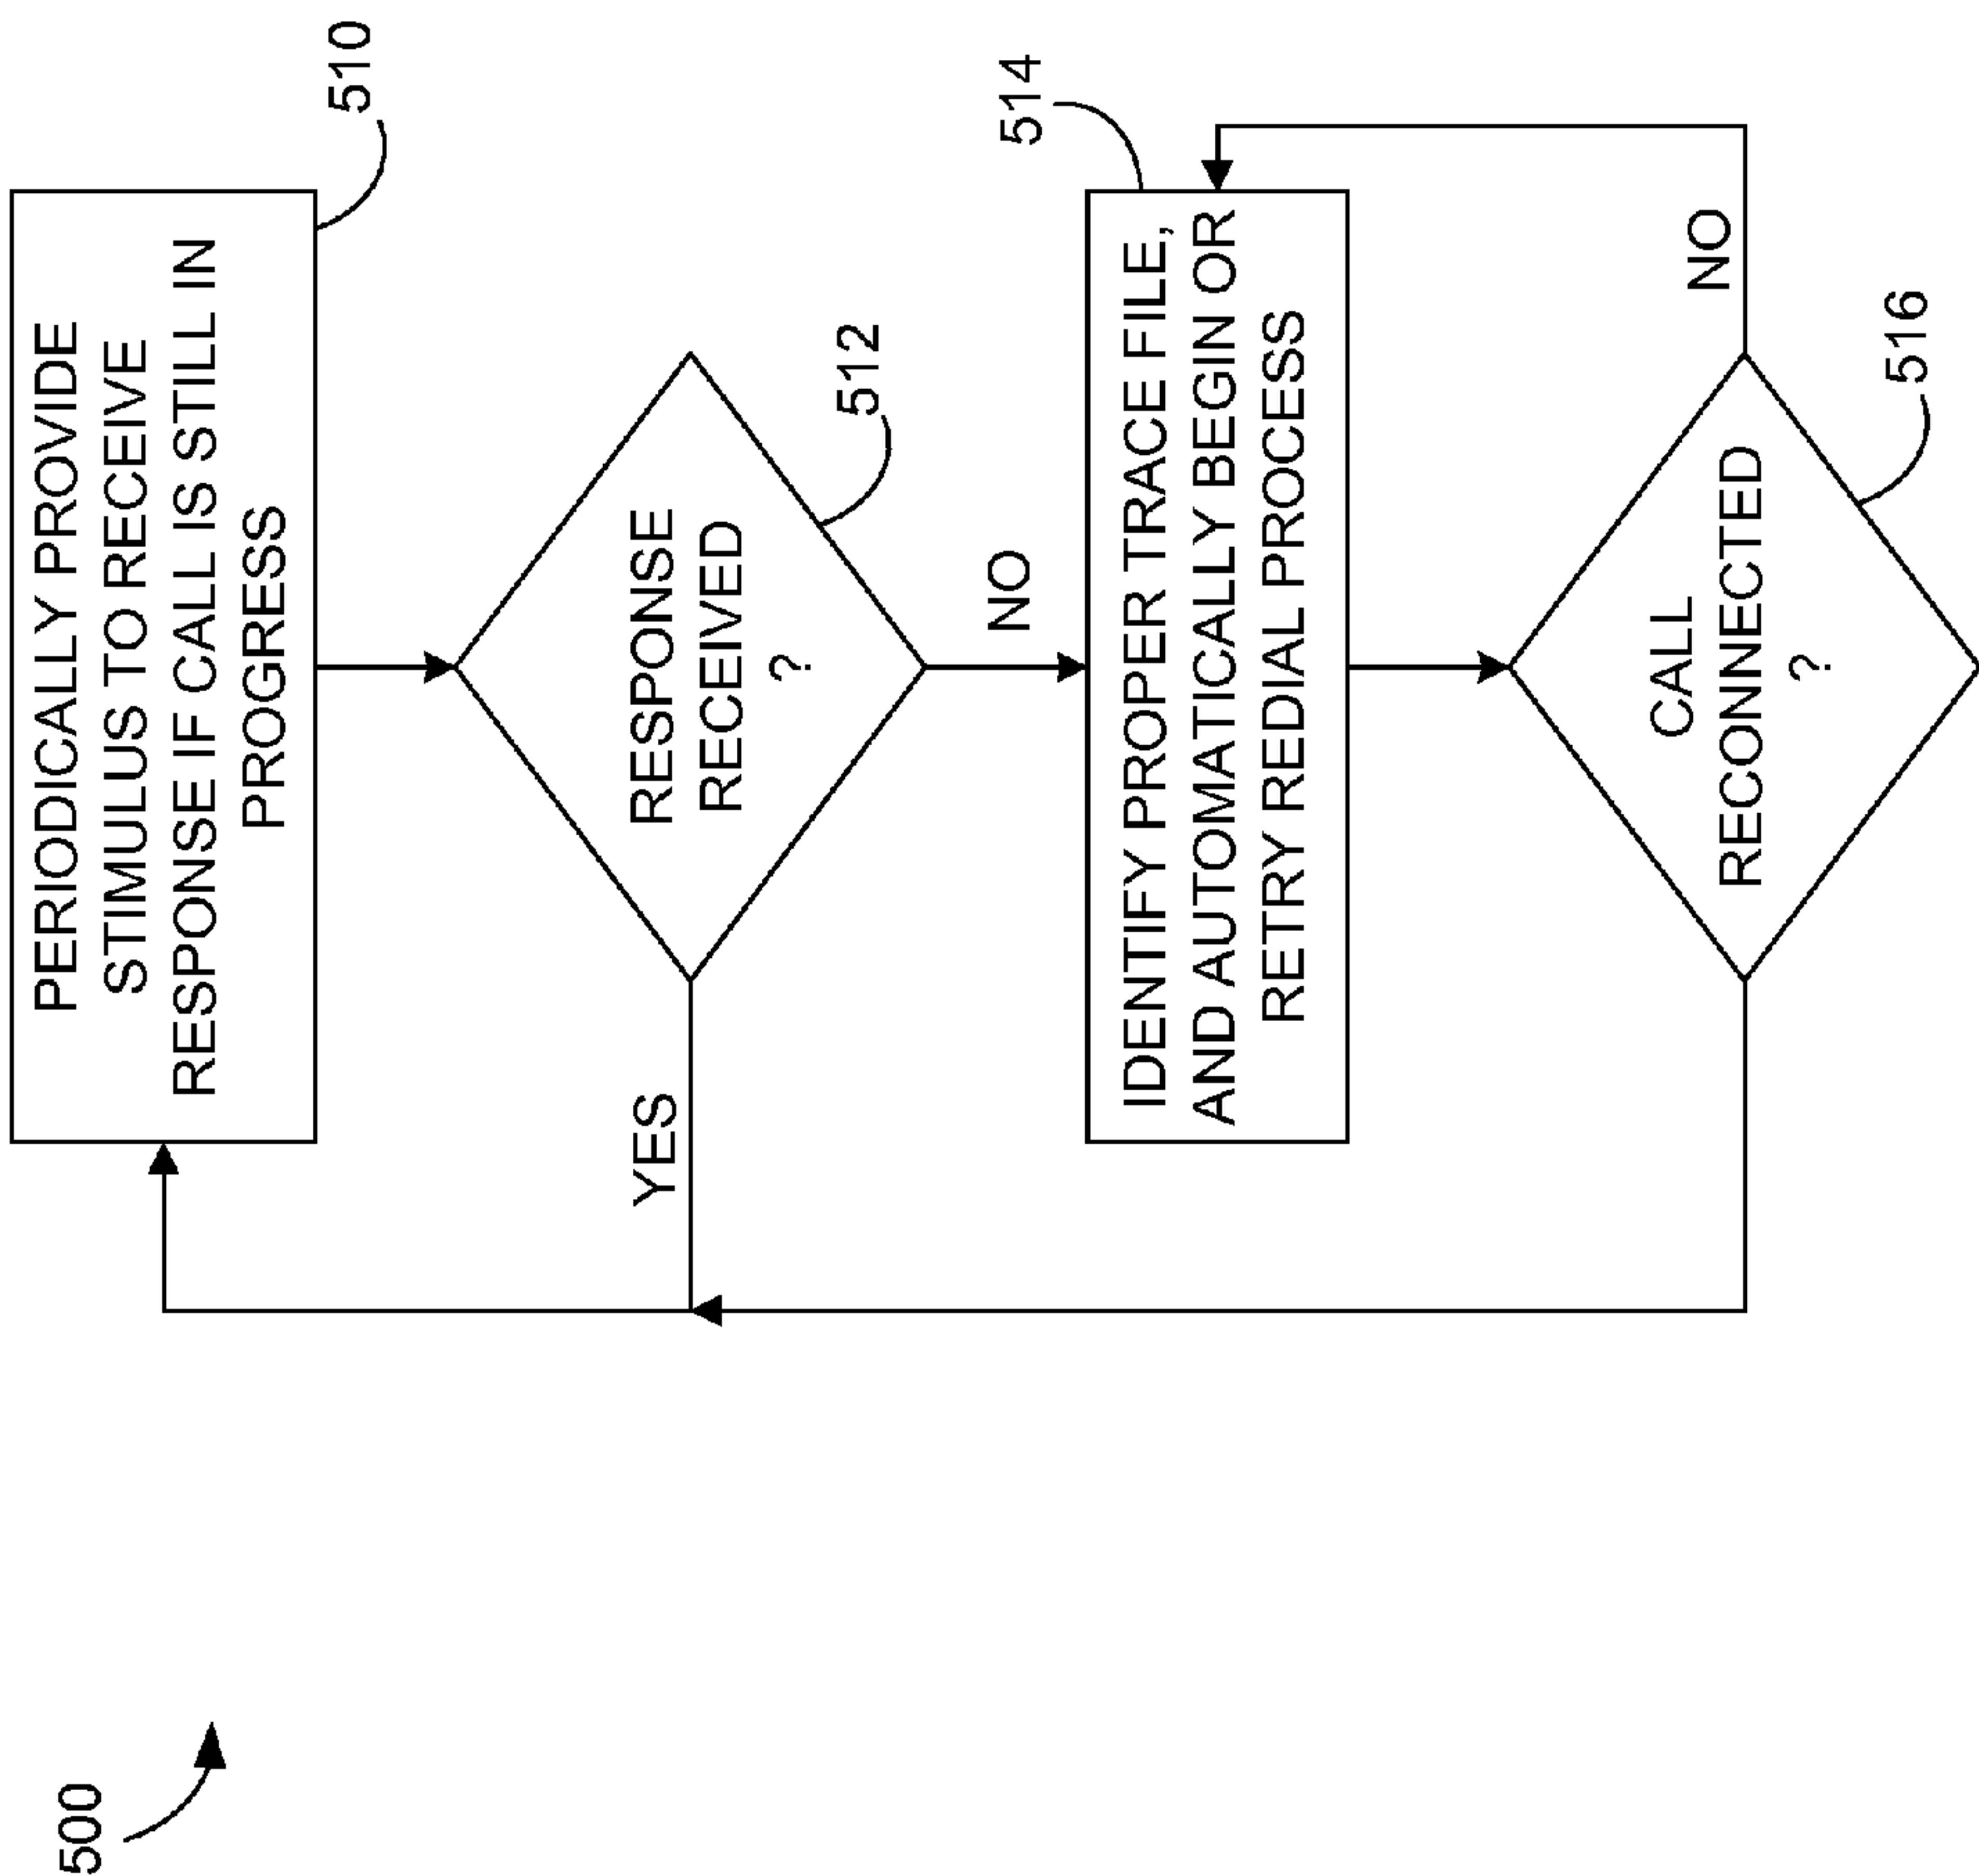 500
PERIODICALLY PROVIDE
STIMULUS TO RECEIVE
RESPONSE IF CALL IS STILL IN
PROGRESS
510
RESPONSE
RECEIVED
?
512
YES
NO
514
IDENTIFY PROPER TRACE FILE,
AND AUTOMATICALLY BEGIN OR
RETRY REDIAL PROCESS
CALL
RECONNECTED
?
NO
516